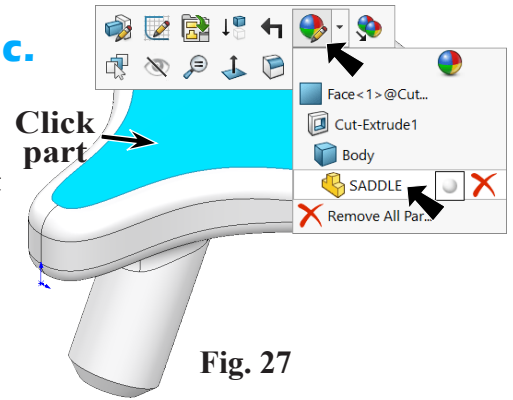 c.
Click
part
Face<1>@Cut...
Cut-Extrude1
Body
SADDLE
Remove All Par...
Fig. 27